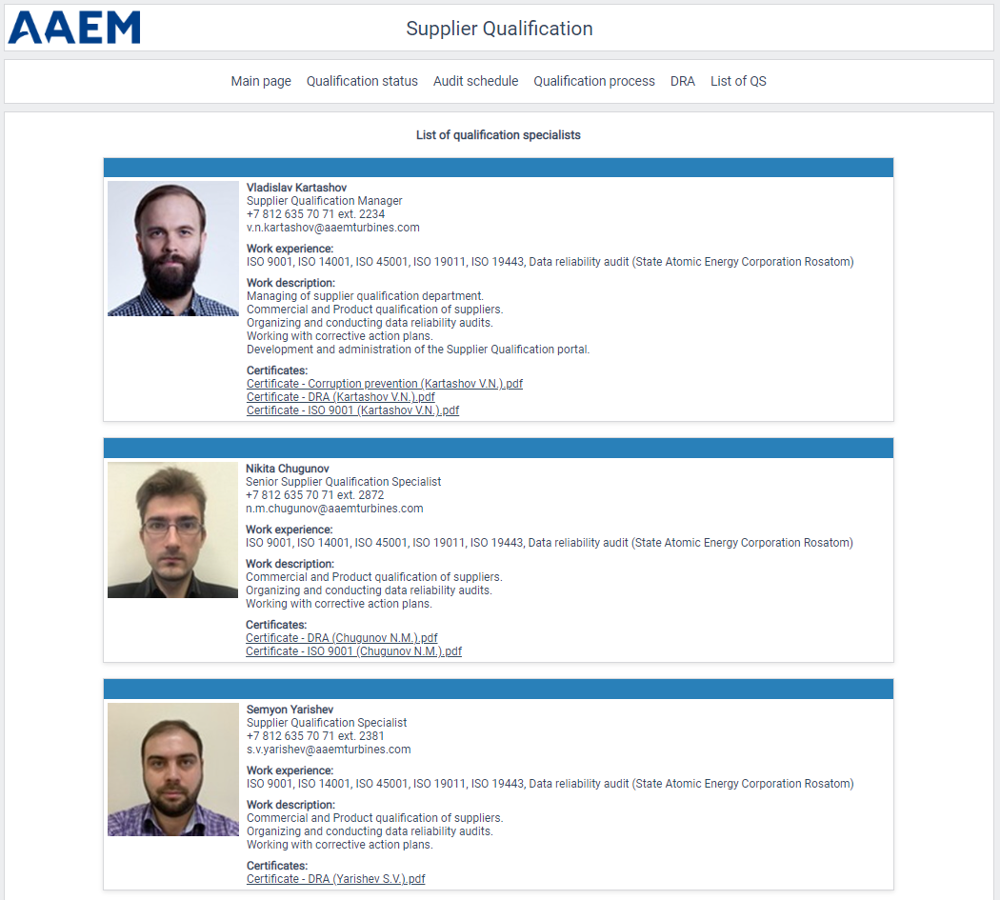 AAEM
Supplier Qualification
Main page Qualification status Audit schedule Qualification process DRA List of QS
List of qualification specialists
Vladislav Kartashov
Supplier Qualification Manager
+7 812 635 70 71 ext. 2234
v.n.kartashov@aaemturbines.com
Work experience:
ISO 9001, ISO 14001, ISO 45001, ISO 19011, ISO 19443, Data reliability audit (State Atomic Energy Corporation Rosatom)
Work description:
Managing of supplier qualification department.
Commercial and Product qualification of suppliers.
Organizing and conducting data reliability audits.
Working with corrective action plans.
Development and administration of the Supplier Qualification portal.
Certificates:
Certificate - Corruption prevention (Kartashov V.N.).pdf
Certificate - DRA (Kartashov V.N.).pdf
Certificate - ISO 9001 (Kartashov V.N.).pdf
Nikita Chugunov
Senior Supplier Qualification Specialist
+7 812 635 70 71 ext. 2872
n.m.chugunov@aaemturbines.com
Work experience:
ISO 9001, ISO 14001, ISO 45001, ISO 19011, ISO 19443, Data reliability audit (State Atomic Energy Corporation Rosatom)
Work description:
Commercial and Product qualification of suppliers.
Organizing and conducting data reliability audits.
Working with corrective action plans.
Certificates:
Certificate - DRA (Chugunov N.M.).pdf
Certificate - ISO 9001 (Chugunov N.M.).pdf
Semyon Yarishev
Supplier Qualification Specialist
+7 812 635 70 71 ext. 2381
s.v.yarishev@aaemturbines.com
Work experience:
ISO 9001, ISO 14001, ISO 45001, ISO 19011, ISO 19443, Data reliability audit (State Atomic Energy Corporation Rosatom)
Work description:
Commercial and Product qualification of suppliers.
Organizing and conducting data reliability audits.
Working with corrective action plans.
Certificates:
Certificate - DRA (Yarishev S.V.).pdf